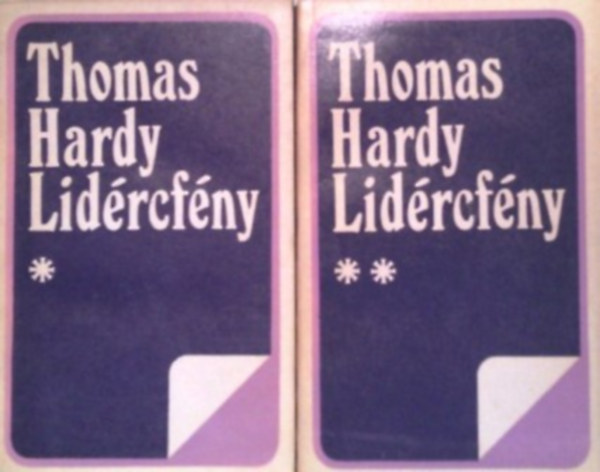 Thomas
Hardy
Lidércfény
*
Thomas
Hardy
Lidércfény
**